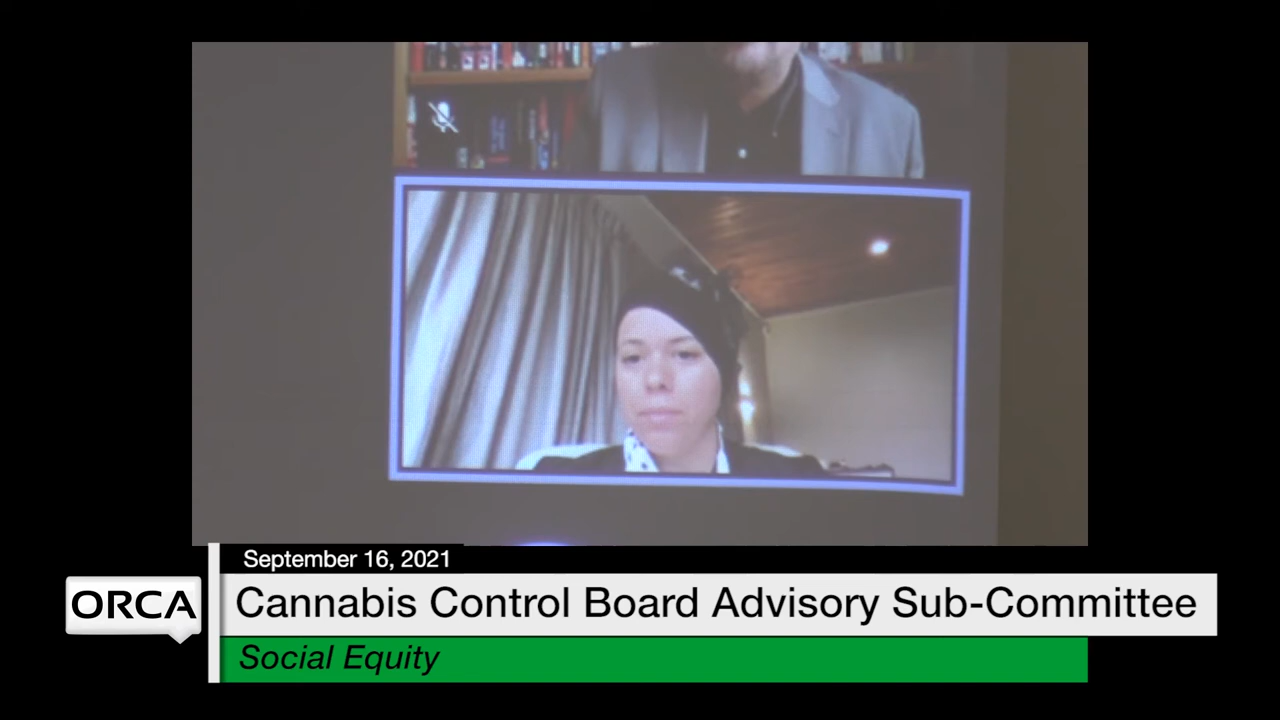 September 16, 2021
ORCA
Cannabis Control Board Advisory Sub-Committee
Social Equity